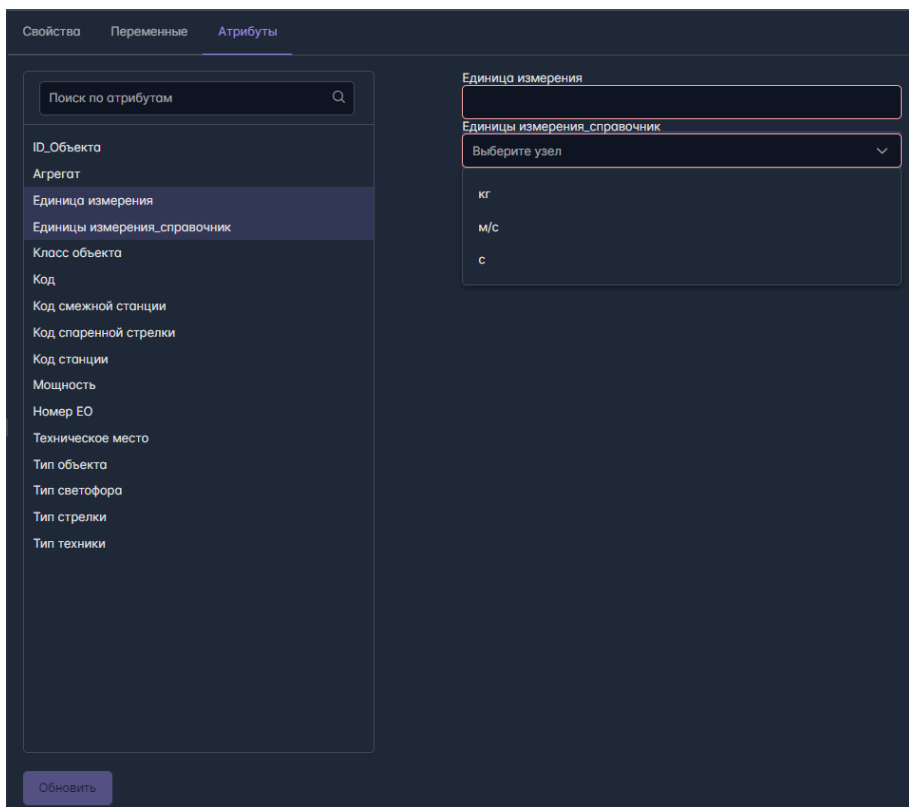 Свойства Переменные Атрибуты
Поиск по атрибутам
ID_Объекта
Агрегат
Единица измерения
Единицы измерения_справочник
Класс объекта
Код
Код смежной станции
Код спаренной стрелки
Код станции
Мощность
Номер ЕО
Техническое место
Тип объекта
Тип светофора
Тип стрелки
Тип техники
Обновить
Единица измерения
Единицы измерения_справочник
Выберите узел
кг
м/с
с